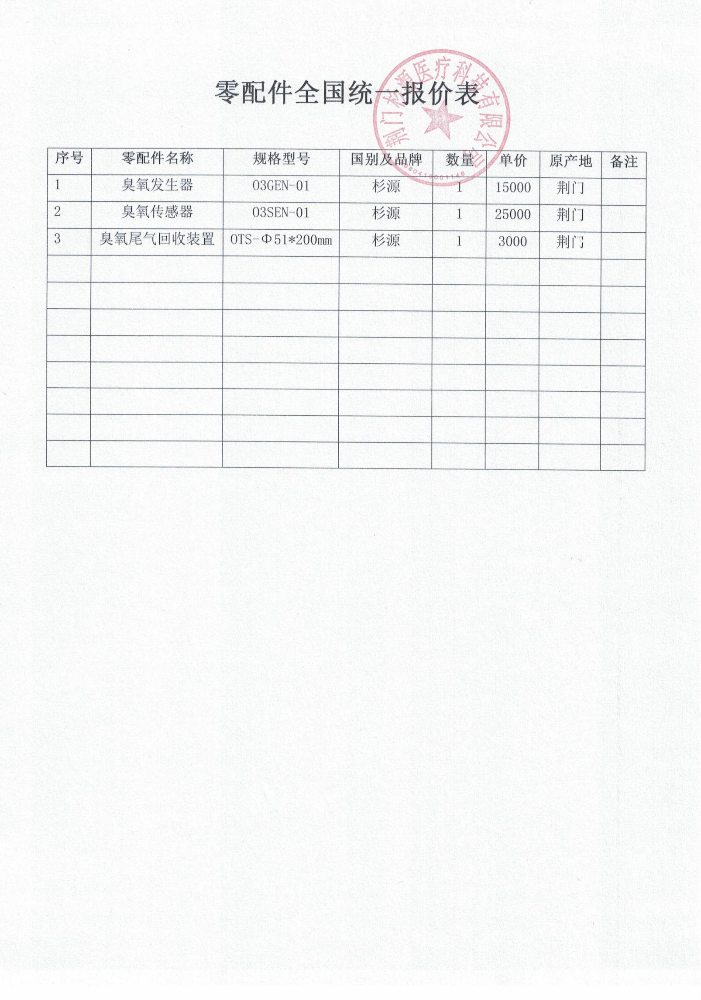 零配件全国统一报价表
荆门杉源医疗科技有限公司
序号 零配件名称 规格型号 国别及品牌 数量 单价 原产地 备注
1 臭氧发生器 O3GEN-01 杉源 1 15000 荆门
2 臭氧传感器 O3SEN-01 杉源 1 25000 荆门
3 臭氧尾气回收装置 OTS-Φ51*200mm 杉源 1 3000 荆门